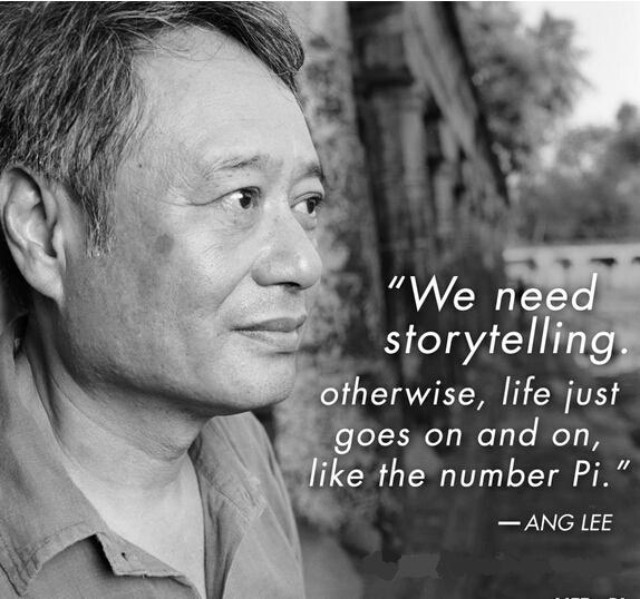 “We need
storytelling.
otherwise, life just
goes on and on,
like the number Pi.”
— ANG LEE